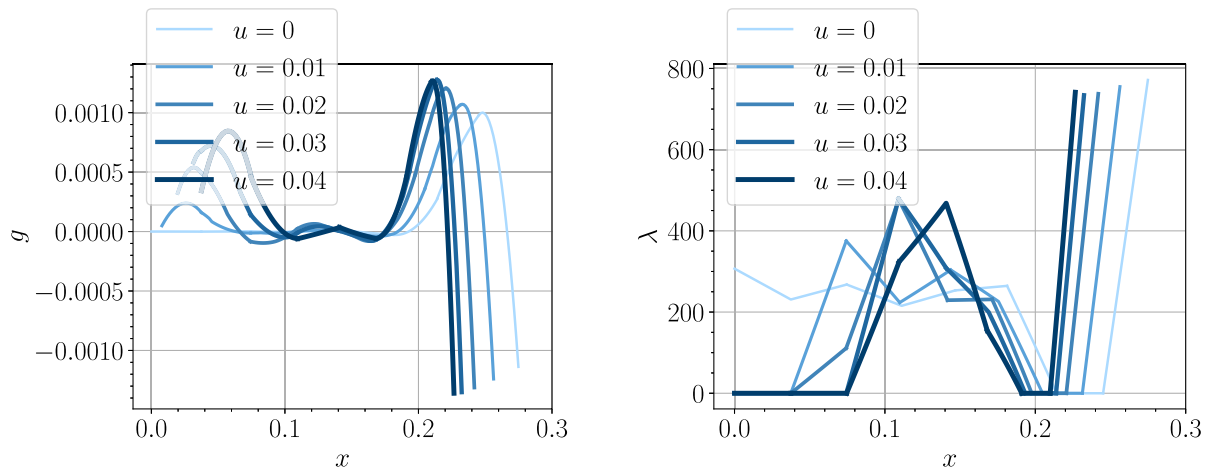 u = 0
u = 0.01
u = 0.02
u = 0.03
u = 0.04
0.0010
0.0005
0.0000
−0.0005
−0.0010
g
0.0 0.1 0.2 0.3
x
u = 0
u = 0.01
u = 0.02
u = 0.03
u = 0.04
800
600
400
200
0
λ
0.0 0.1 0.2 0.3
x